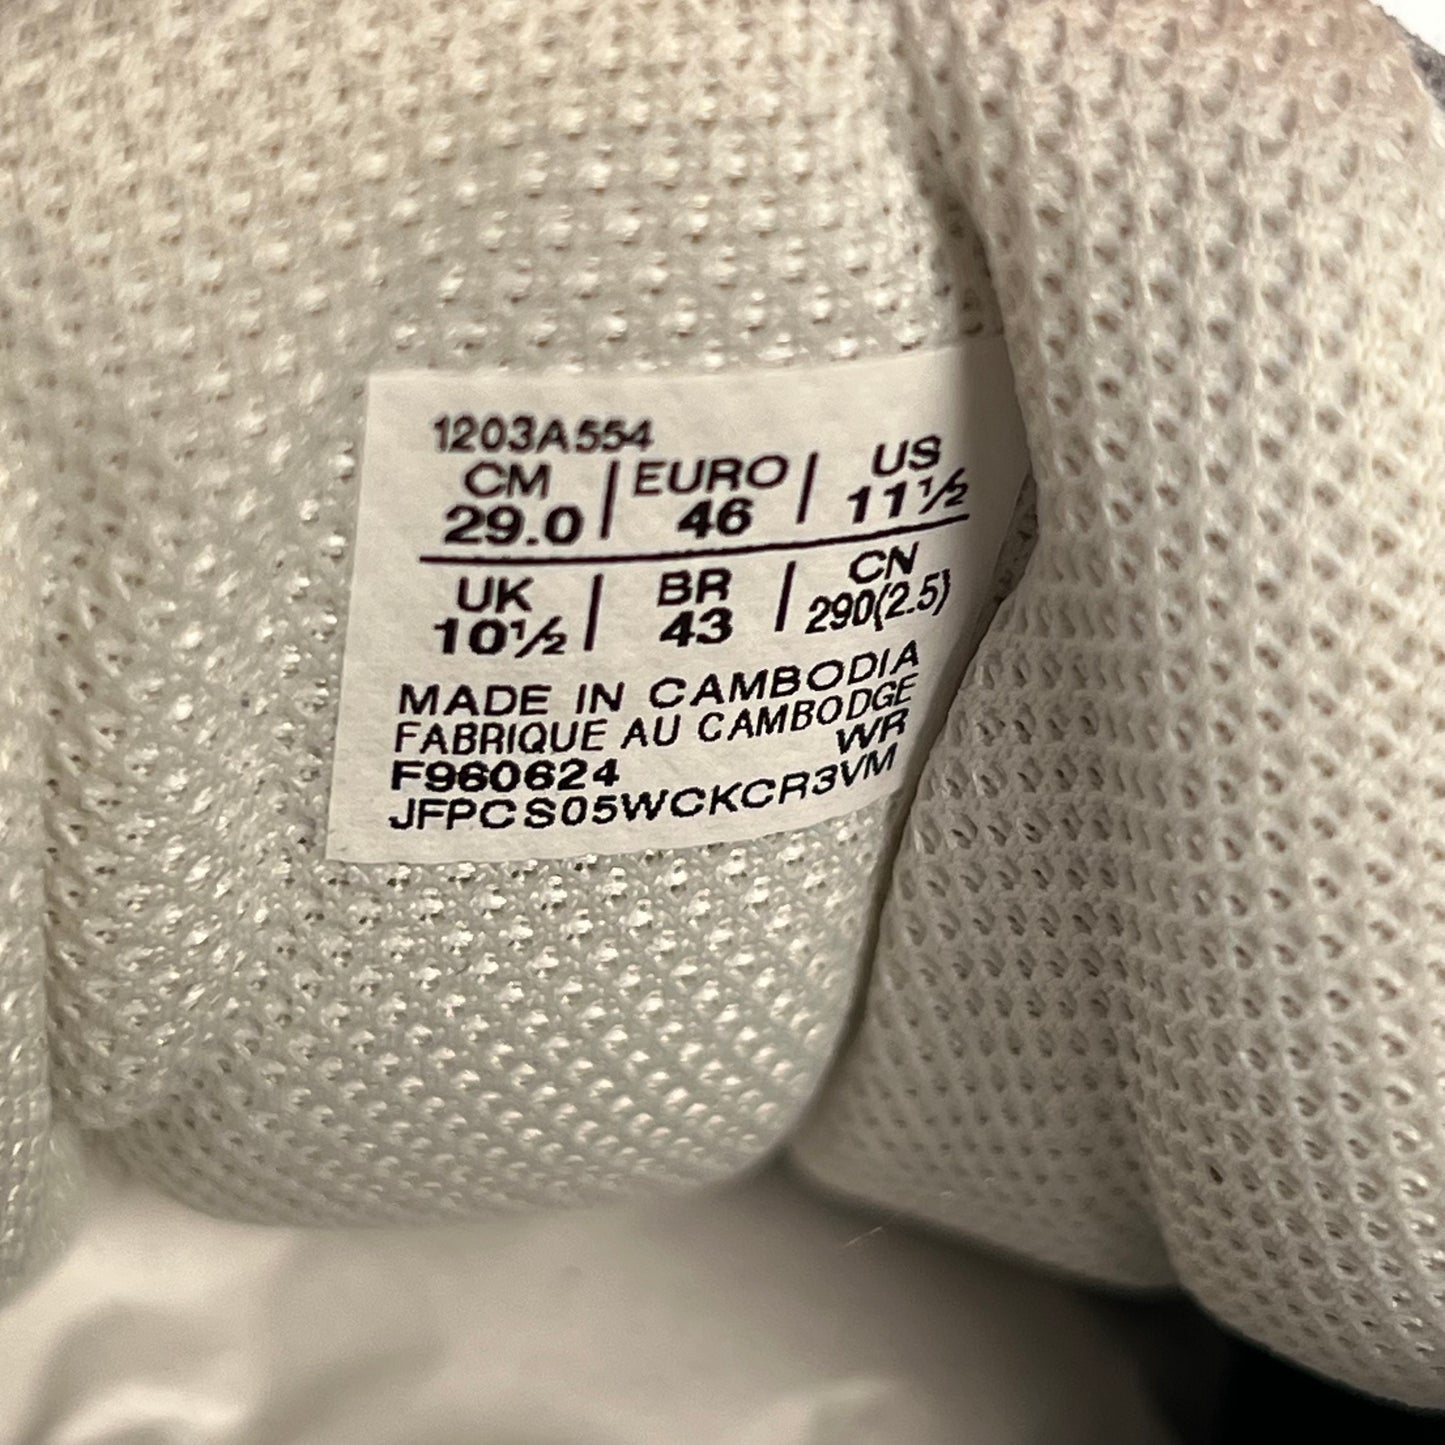 1203A554
CM | EURO | US
29.0 | 46 | 11½
UK | BR | CN
10½ | 43 | 290(2.5)
MADE IN CAMBODIA
FABRIQUE AU CAMBODGE
WR
F960624
JFPCS05WCKCR3VM